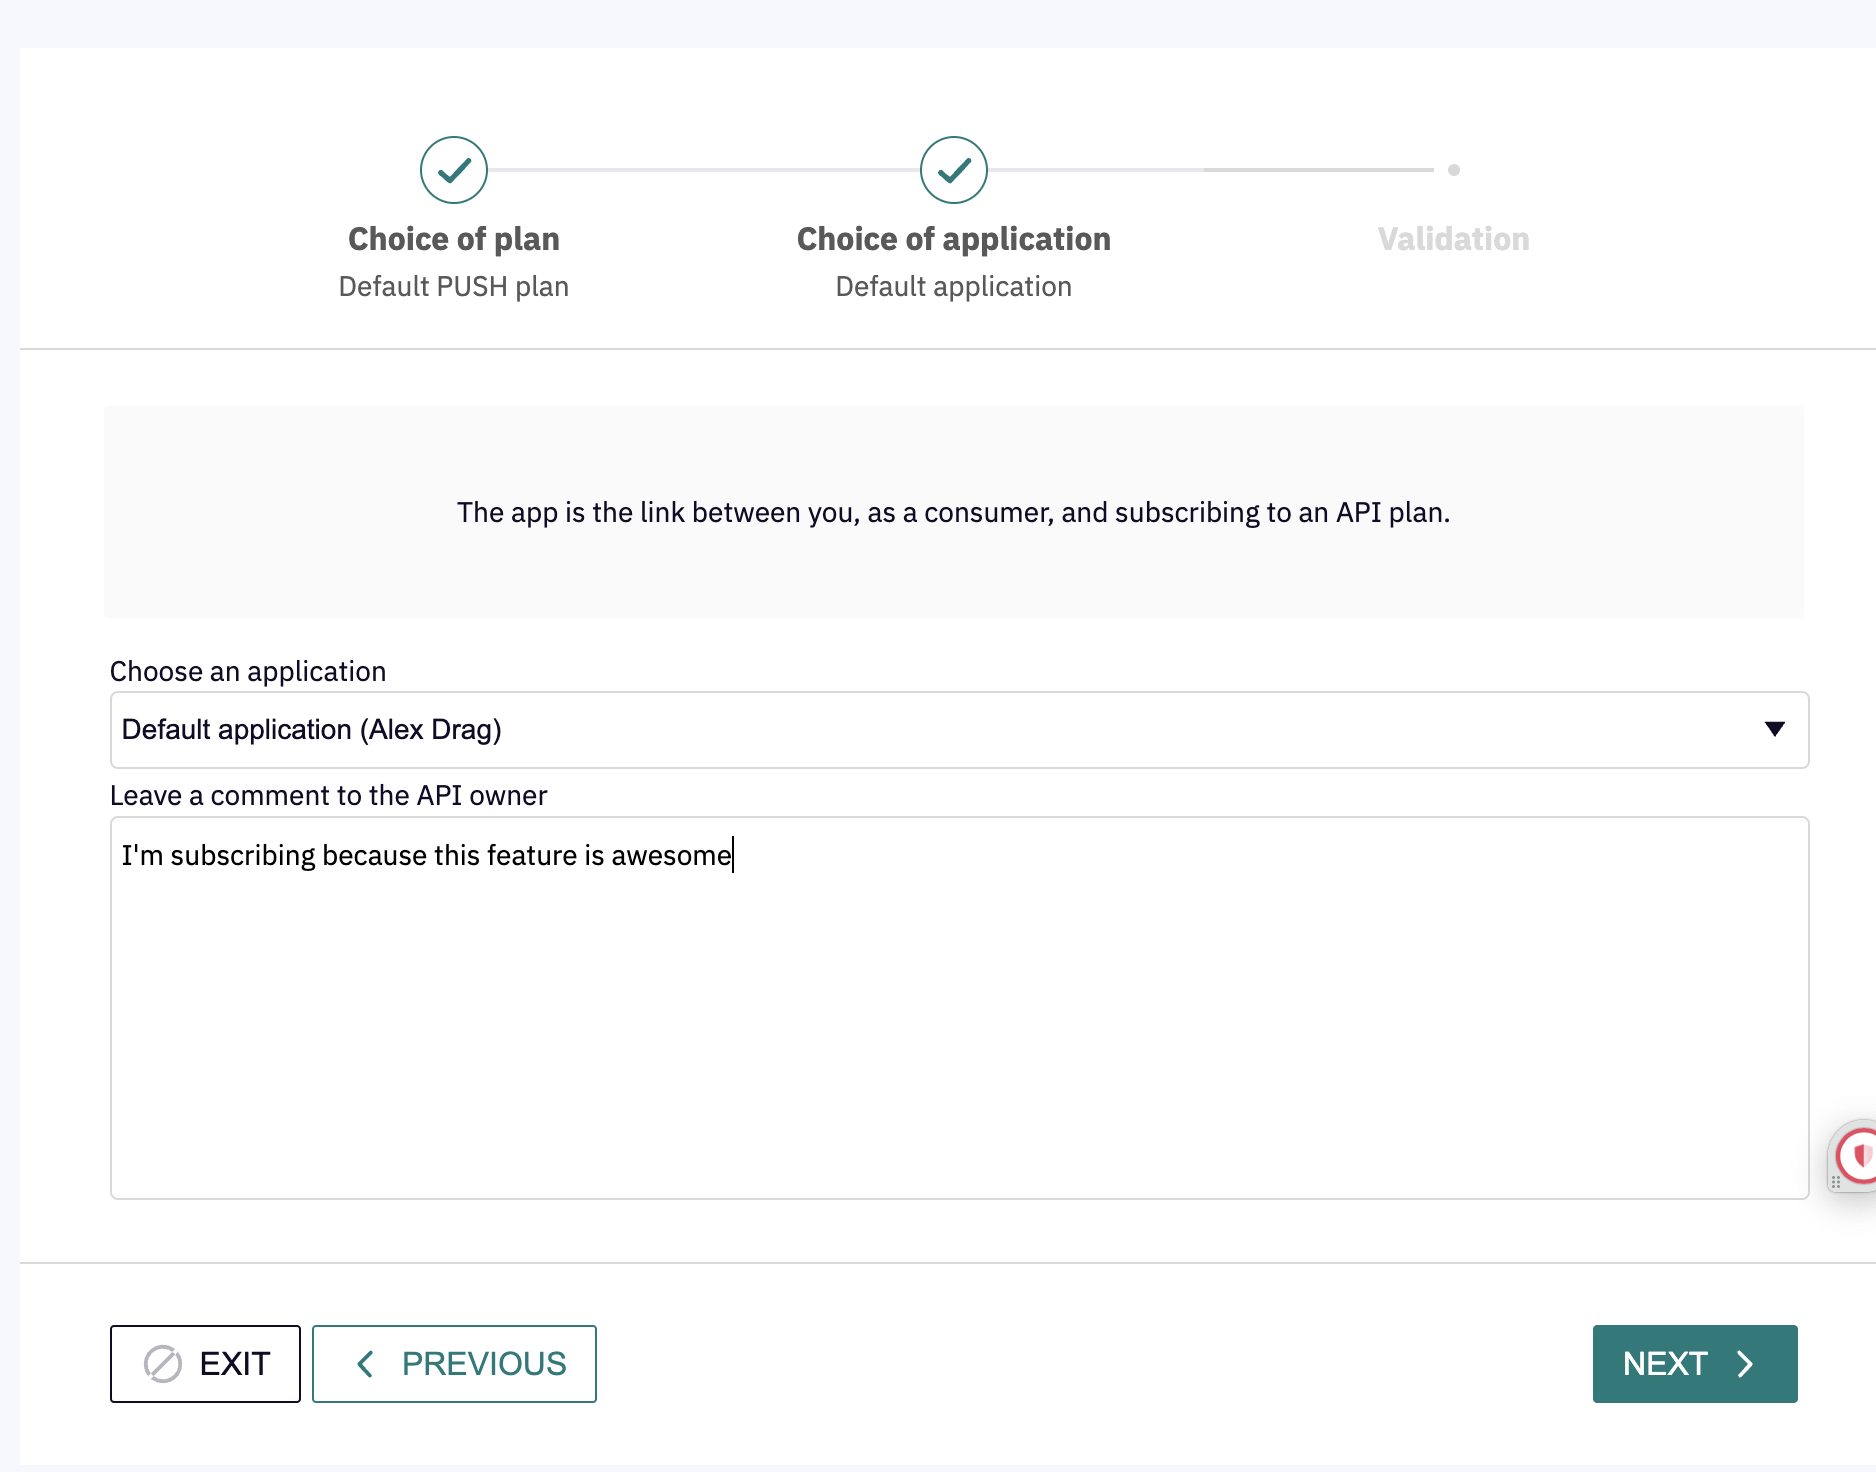 Choice of plan
Default PUSH plan
Choice of application
Default application
Validation
The app is the link between you, as a consumer, and subscribing to an API plan.
Choose an application
Default application (Alex Drag)
Leave a comment to the API owner
I'm subscribing because this feature is awesome
EXIT
PREVIOUS
NEXT